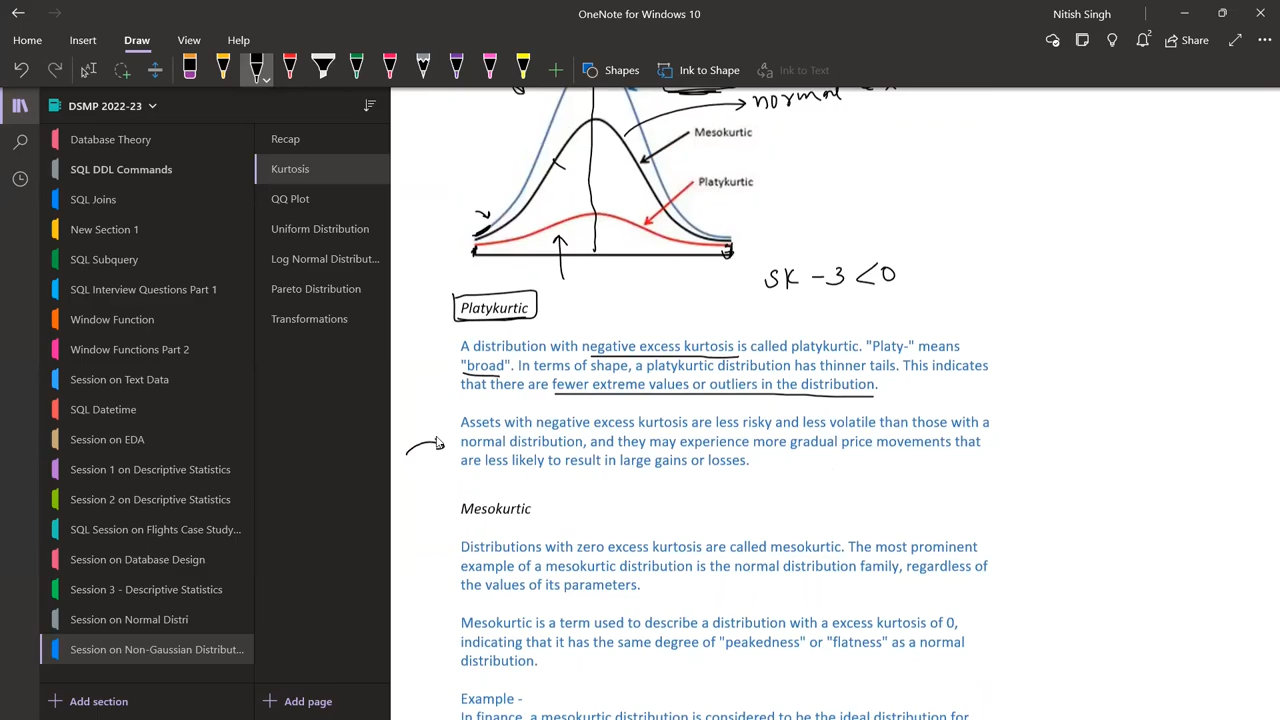 OneNote for Windows 10
Nitish Singh
Home
Insert
Draw
View
Help
Shapes
Ink to Shape
Ink to Text
Share
DSMP 2022-23
Database Theory
SQL DDL Commands
SQL Joins
New Section 1
SQL Subquery
SQL Interview Questions Part 1
Window Function
Window Functions Part 2
Session on Text Data
SQL Datetime
Session on EDA
Session 1 on Descriptive Statistics
Session 2 on Descriptive Statistics
SQL Session on Flights Case Study...
Session on Database Design
Session 3 - Descriptive Statistics
Session on Normal Distri
Session on Non-Gaussian Distribut...
Add section
Recap
Kurtosis
QQ Plot
Uniform Distribution
Log Normal Distribut...
Pareto Distribution
Transformations
Add page
normal
Mesokurtic
Platykurtic
SK - 3 < 0
Platykurtic
A distribution with negative excess kurtosis is called platykurtic. "Platy-" means
"broad". In terms of shape, a platykurtic distribution has thinner tails. This indicates
that there are fewer extreme values or outliers in the distribution.
Assets with negative excess kurtosis are less risky and less volatile than those with a
normal distribution, and they may experience more gradual price movements that
are less likely to result in large gains or losses.
Mesokurtic
Distributions with zero excess kurtosis are called mesokurtic. The most prominent
example of a mesokurtic distribution is the normal distribution family, regardless of
the values of its parameters.
Mesokurtic is a term used to describe a distribution with a excess kurtosis of 0,
indicating that it has the same degree of "peakedness" or "flatness" as a normal
distribution.
Example -
In finance, a mesokurtic distribution is considered to be the ideal distribution for